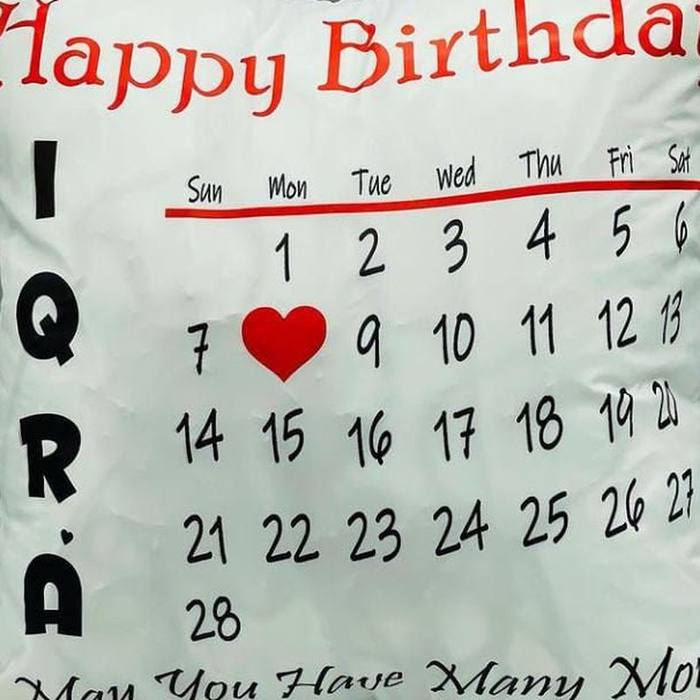 Happy Birthda
I
Q
R
A
Sun Mon Tue Wed Thu Fri Sat
1 2 3 4 5 6
7 9 10 11 12 13
14 15 16 17 18 19 20
21 22 23 24 25 26 27
28
May You Have Many Mo